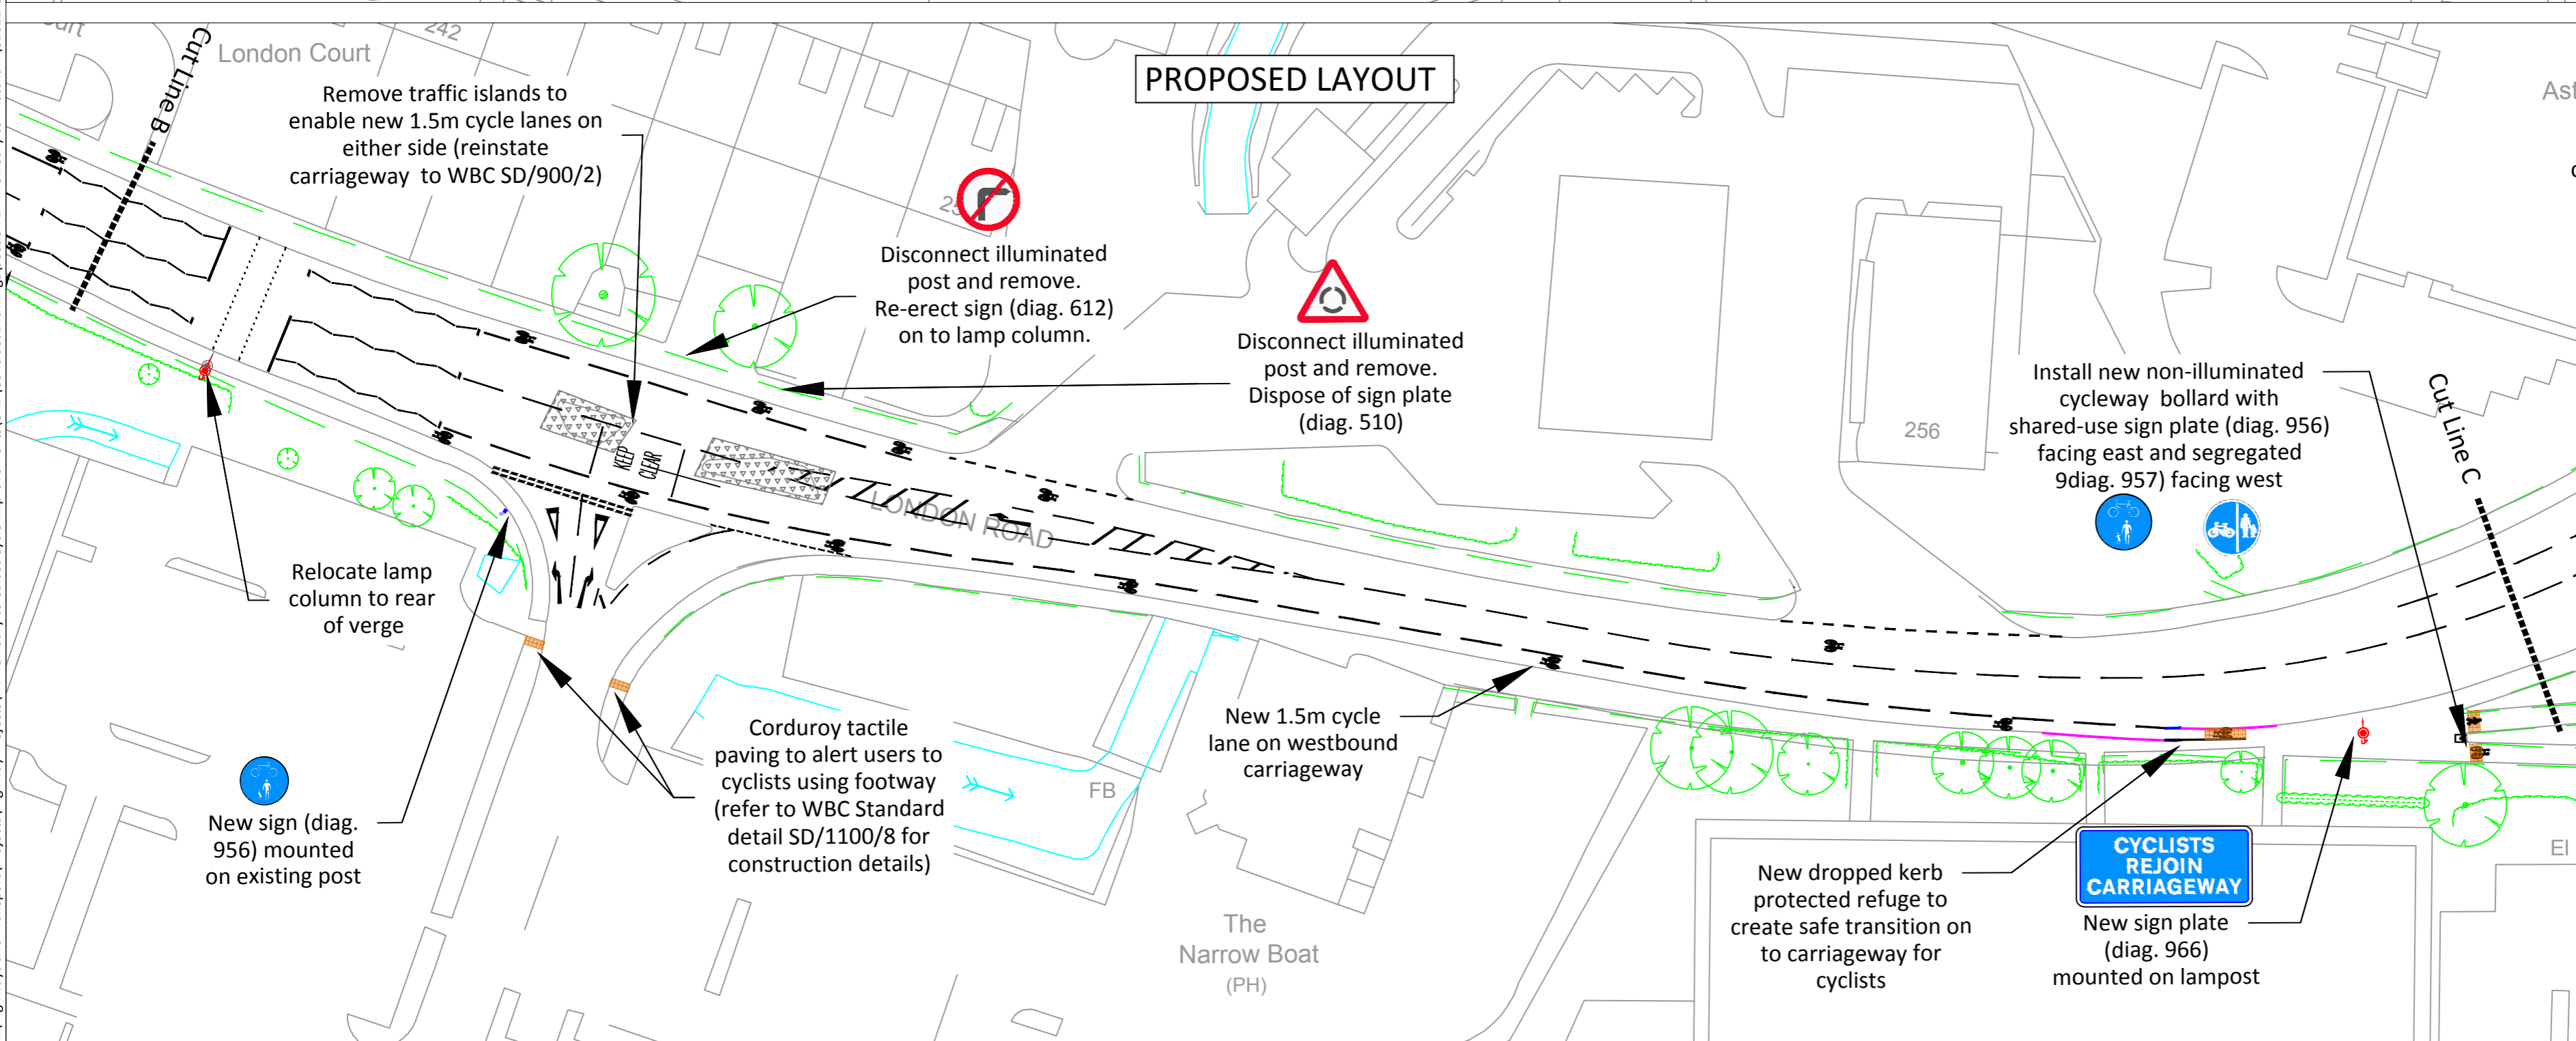 PROPOSED LAYOUT
London Court
242
Cut Line B
Remove traffic islands to
enable new 1.5m cycle lanes on
either side (reinstate
carriageway to WBC SD/900/2)
Disconnect illuminated
post and remove.
Re-erect sign (diag. 612)
on to lamp column.
Disconnect illuminated
post and remove.
Dispose of sign plate
(diag. 510)
Install new non-illuminated
cycleway bollard with
shared-use sign plate (diag. 956)
facing east and segregated
9diag. 957) facing west
256
Cut Line C
KEEP
CLEAR
LONDON ROAD
Relocate lamp
column to rear
of verge
New sign (diag.
956) mounted
on existing post
Corduroy tactile
paving to alert users to
cyclists using footway
(refer to WBC Standard
detail SD/1100/8 for
construction details)
FB
New 1.5m cycle
lane on westbound
carriageway
The
Narrow Boat
(PH)
New dropped kerb
protected refuge to
create safe transition on
to carriageway for
cyclists
CYCLISTS
REJOIN
CARRIAGEWAY
New sign plate
(diag. 966)
mounted on lampost
El
Ast